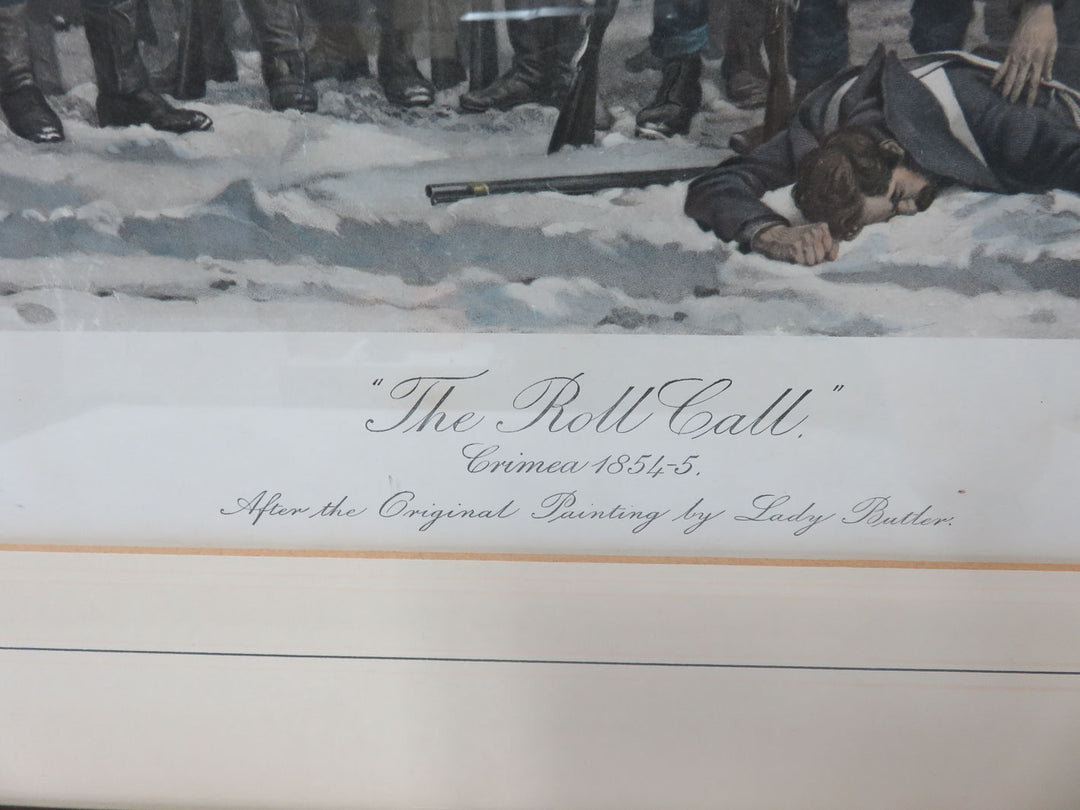 "The Roll Call."
Crimea 1854-5.
After the Original Painting by Lady Butler.